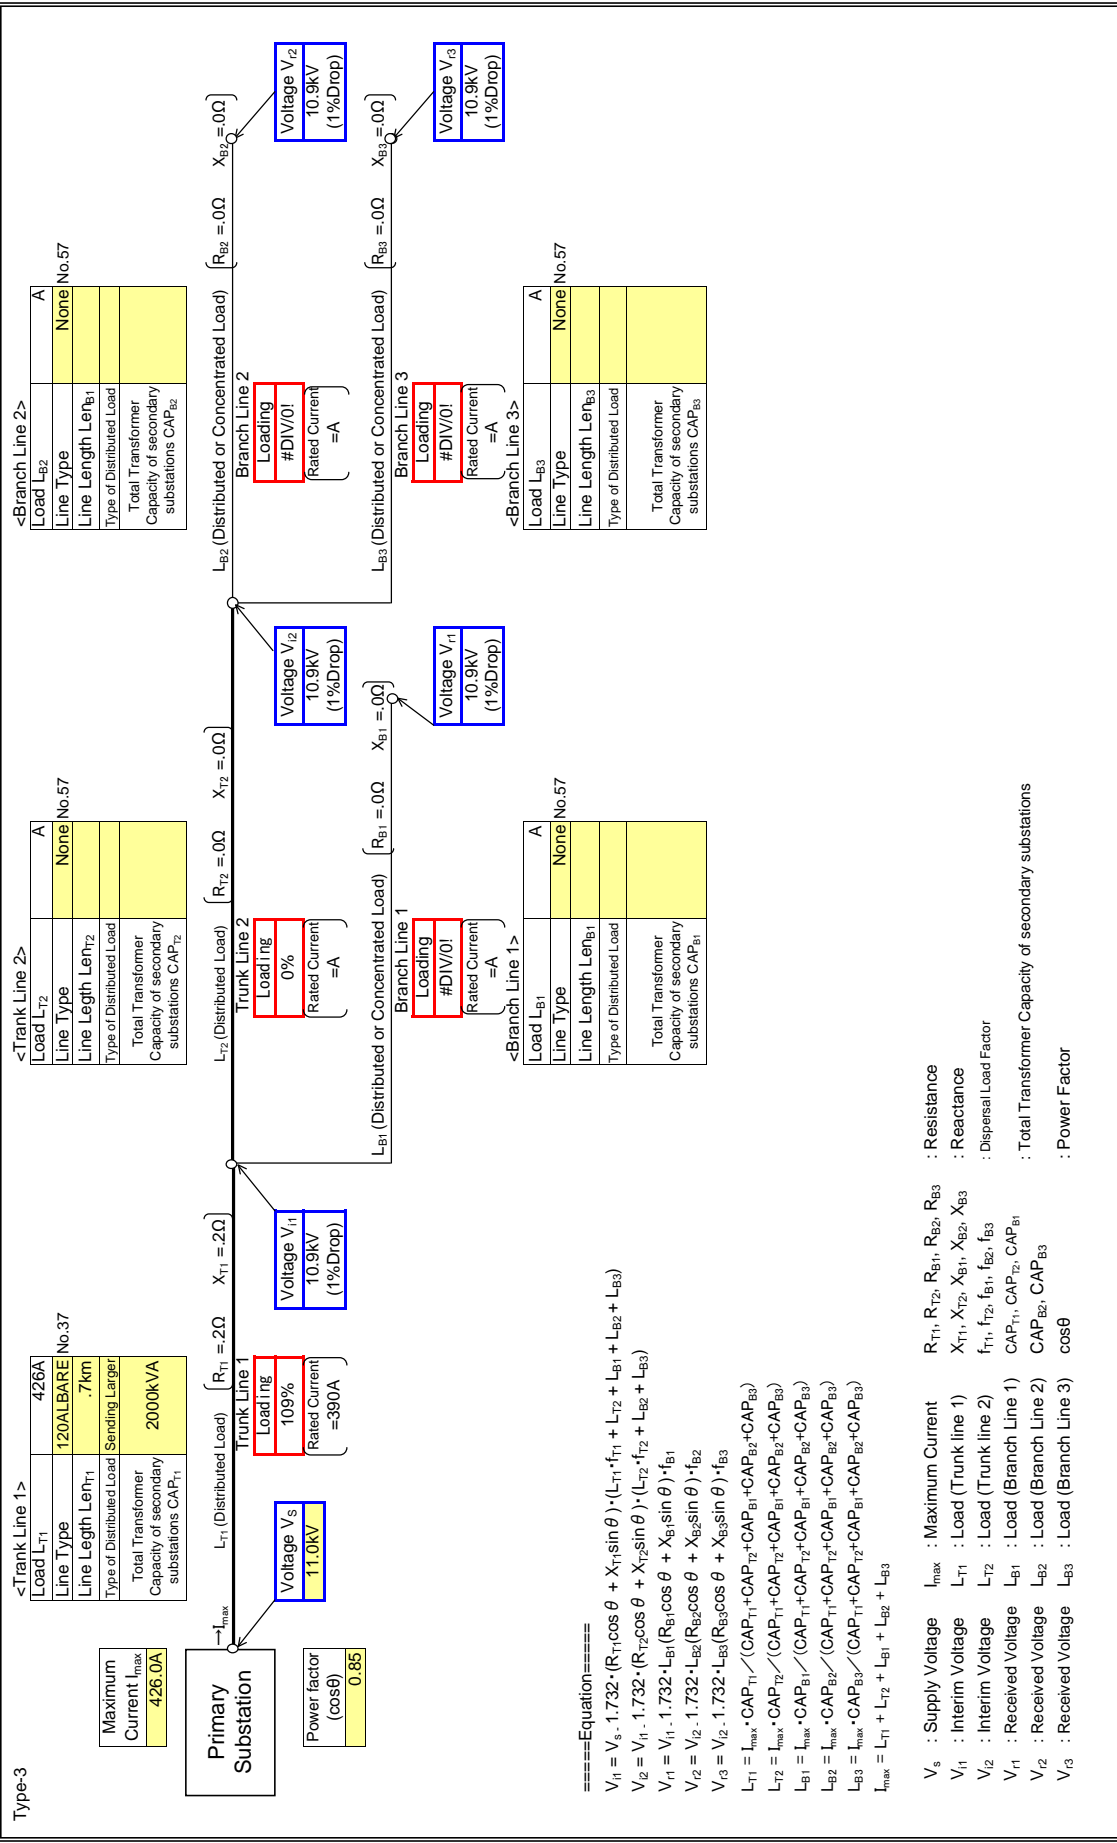 Type-3
<Trank Line 1>
Load LT1 426A
Line Type 120ALBARE No.37
Line Legth LenT1 .7km
Type of Distributed Load Sending Larger
Total Transformer
Capacity of secondary
substations CAPT1
2000kVA
<Trank Line 2>
Load LT2 A
Line Type None No.57
Line Legth LenT2
Type of Distributed Load
Total Transformer
Capacity of secondary
substations CAPT2
<Branch Line 2>
Load LB2 A
Line Type None No.57
Line Length LenB1
Type of Distributed Load
Total Transformer
Capacity of secondary
substations CAPB2
Maximum
Current Imax
426.0A
Primary
Substation
→Imax
Power factor
(cosθ)
0.85
Voltage VS
11.0kV
LT1 (Distributed Load)
RT1 =.2Ω XT1 =.2Ω
Trunk Line 1
Loading
109%
Rated Current
=390A
Voltage Vi1
10.9kV
(1%Drop)
LT2 (Distributed Load)
RT2 =.0Ω XT2 =.0Ω
Trunk Line 2
Loading
0%
Rated Current
=A
Voltage Vi2
10.9kV
(1%Drop)
LB2 (Distributed or Concentrated Load)
RB2 =.0Ω XB2 =.0Ω
Branch Line 2
Loading
#DIV/0!
Rated Current
=A
Voltage Vr2
10.9kV
(1%Drop)
LB1 (Distributed or Concentrated Load)
RB1 =.0Ω XB1 =.0Ω
Branch Line 1
Loading
#DIV/0!
Rated Current
=A
Voltage Vr1
10.9kV
(1%Drop)
LB3 (Distributed or Concentrated Load)
RB3 =.0Ω XB3 =.0Ω
Branch Line 3
Loading
#DIV/0!
Rated Current
=A
Voltage Vr3
10.9kV
(1%Drop)
<Branch Line 1>
Load LB1 A
Line Type None No.57
Line Length LenB1
Type of Distributed Load
Total Transformer
Capacity of secondary
substations CAPB1
<Branch Line 3>
Load LB3 A
Line Type None No.57
Line Length LenB3
Type of Distributed Load
Total Transformer
Capacity of secondary
substations CAPB3
=====Equation=====
Vi1 = Vs - 1.732･(RT1cos θ + XT1sin θ)･(LT1･fT1 + LT2 + LB1 + LB2 + LB3)
Vi2 = Vi1 - 1.732･(RT2cos θ + XT2sin θ)･(LT2･fT2 + LB2 + LB3)
Vr1 = Vi1 - 1.732･LB1(RB1cos θ + XB1sin θ)･fB1
Vr2 = Vi2 - 1.732･LB2(RB2cos θ + XB2sin θ)･fB2
Vr3 = Vi2 - 1.732･LB3(RB3cos θ + XB3sin θ)･fB3
LT1 = Imax･CAPT1／(CAPT1+CAPT2+CAPB1+CAPB2+CAPB3)
LT2 = Imax･CAPT2／(CAPT1+CAPT2+CAPB1+CAPB2+CAPB3)
LB1 = Imax･CAPB1／(CAPT1+CAPT2+CAPB1+CAPB2+CAPB3)
LB2 = Imax･CAPB2／(CAPT1+CAPT2+CAPB1+CAPB2+CAPB3)
LB3 = Imax･CAPB3／(CAPT1+CAPT2+CAPB1+CAPB2+CAPB3)
Imax = LT1 + LT2 + LB1 + LB2 + LB3
Vs : Supply Voltage Imax : Maximum Current RT1, RT2, RB1, RB2, RB3 : Resistance
Vi1 : Interim Voltage LT1 : Load (Trunk line 1) XT1, XT2, XB1, XB2, XB3 : Reactance
Vi2 : Interim Voltage LT2 : Load (Trunk line 2) fT1, fT2, fB1, fB2, fB3 : Dispersal Load Factor
Vr1 : Received Voltage LB1 : Load (Branch Line 1) CAPT1, CAPT2, CAPB1
Vr2 : Received Voltage LB2 : Load (Branch Line 2) CAPB2, CAPB3 : Total Transformer Capacity of secondary substations
Vr3 : Received Voltage LB3 : Load (Branch Line 3) cosθ : Power Factor